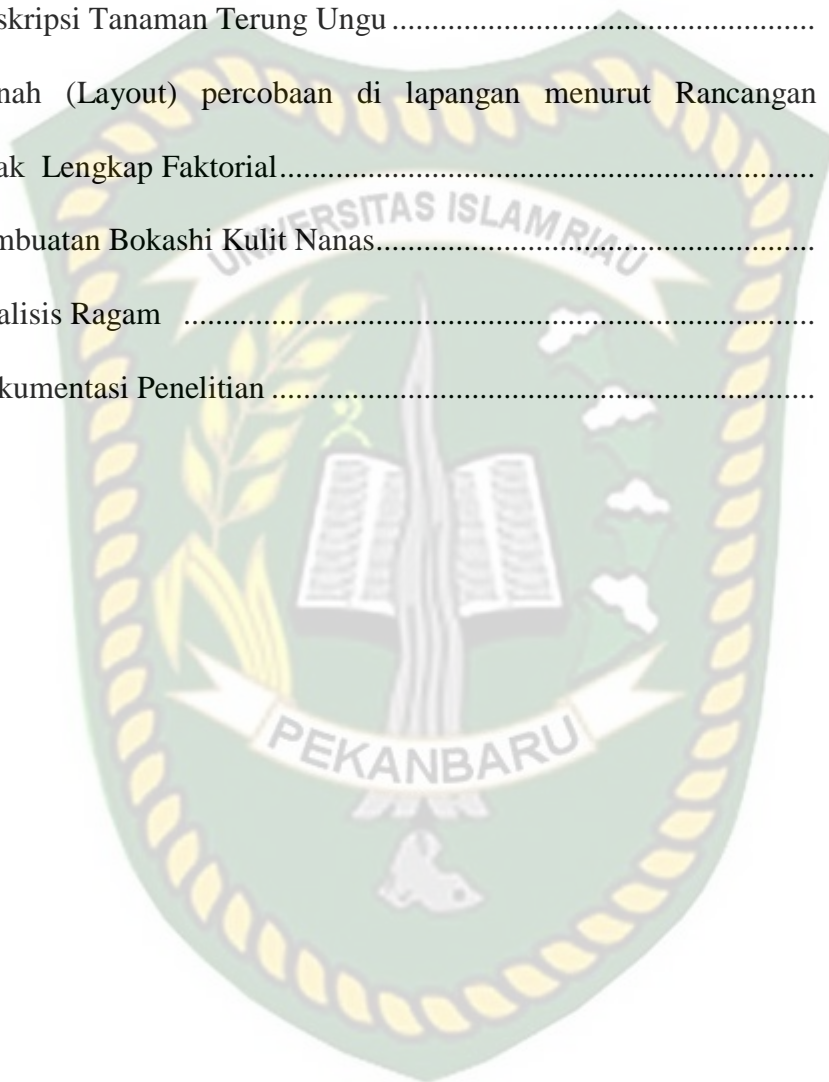 skripsi Tanaman Terung Ungu ................................................................
nah (Layout) percobaan di lapangan menurut Rancangan
ak Lengkap Faktorial................................................................
UNIVERSITAS ISLAM RIAU
mbuatan Bokashi Kulit Nanas................................................................
alisis Ragam ................................................................
kumentasi Penelitian ................................................................
PEKANBARU